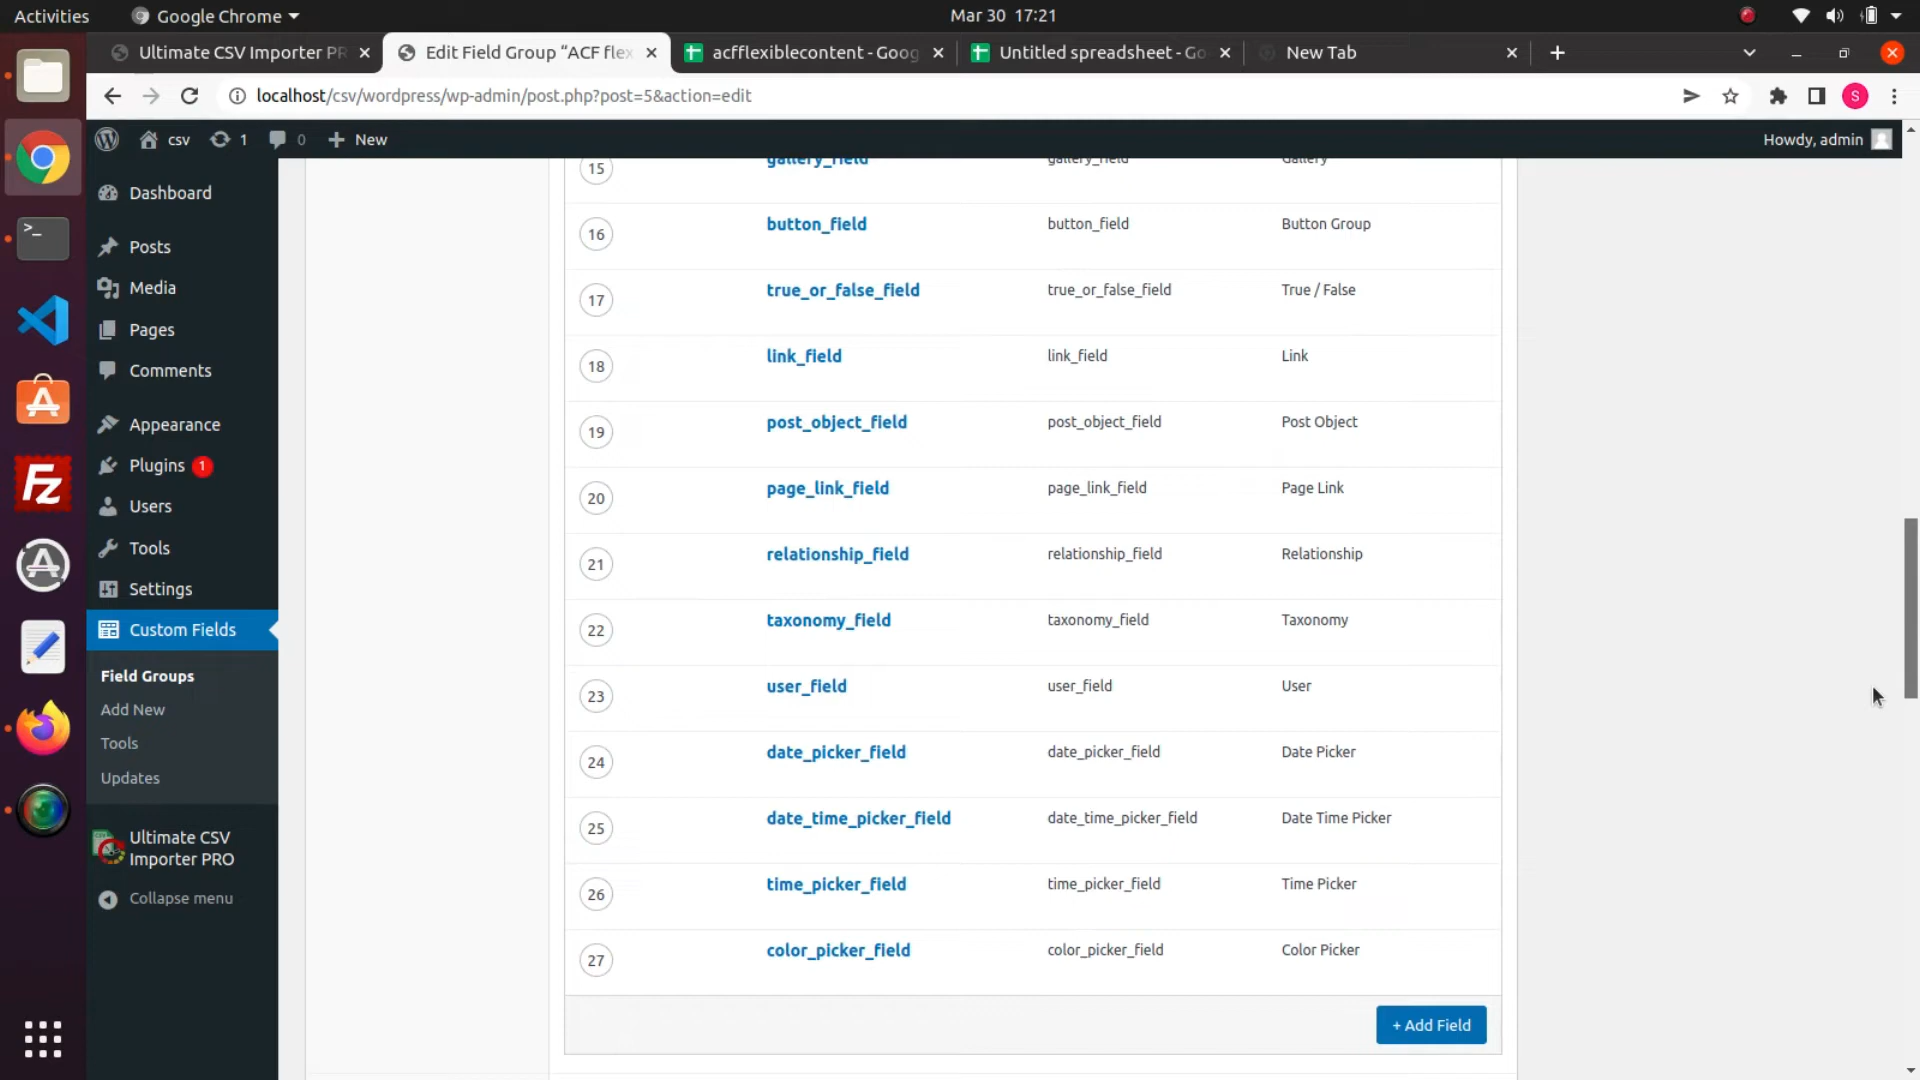 Activities Google Chrome Mar 30 17:21
Ultimate CSV Importer PR Edit Field Group “ACF flex acfflexiblecontent - Goog Untitled spreadsheet - Go New Tab
localhost/csv/wordpress/wp-admin/post.php?post=5&action=edit S
csv 1 0 New Howdy, admin
Dashboard
Posts
Media
Pages
Comments
Appearance
Plugins 1
Users
Tools
Settings
Custom Fields
Field Groups
Add New
Tools
Updates
Ultimate CSV
Importer PRO
Collapse menu
15 gallery_field gallery_field Gallery
16 button_field button_field Button Group
17 true_or_false_field true_or_false_field True / False
18 link_field link_field Link
19 post_object_field post_object_field Post Object
20 page_link_field page_link_field Page Link
21 relationship_field relationship_field Relationship
22 taxonomy_field taxonomy_field Taxonomy
23 user_field user_field User
24 date_picker_field date_picker_field Date Picker
25 date_time_picker_field date_time_picker_field Date Time Picker
26 time_picker_field time_picker_field Time Picker
27 color_picker_field color_picker_field Color Picker
+ Add Field